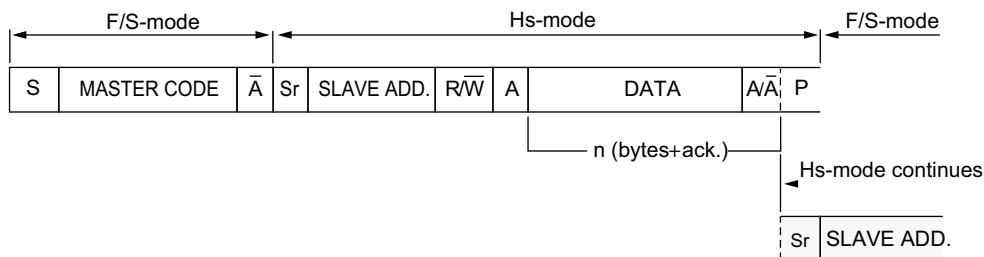 F/S-mode Hs-mode F/S-mode
S MASTER CODE A̅ Sr SLAVE ADD. R/W̅ A DATA A/A̅ P
n (bytes+ack.)
Hs-mode continues
Sr SLAVE ADD.